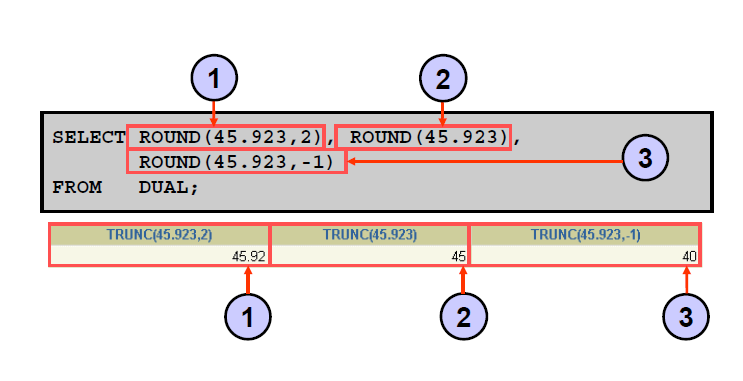 1 2
SELECT ROUND(45.923,2), ROUND(45.923),
ROUND(45.923,-1)
3
FROM DUAL;
TRUNC(45.923,2) TRUNC(45.923) TRUNC(45.923,-1)
45.92 45 40
1 2 3